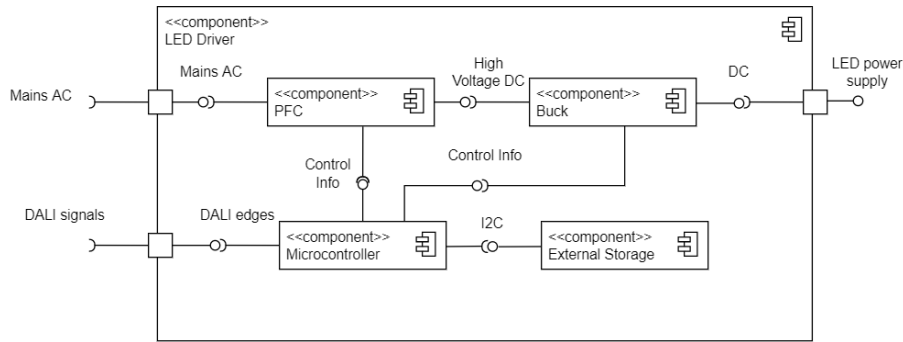 <<component>>
LED Driver
Mains AC
Mains AC
High
Voltage DC
DC
LED power
supply
<<component>>
PFC
<<component>>
Buck
Control
Info
Control Info
DALI signals
DALI edges
I2C
<<component>>
Microcontroller
<<component>>
External Storage